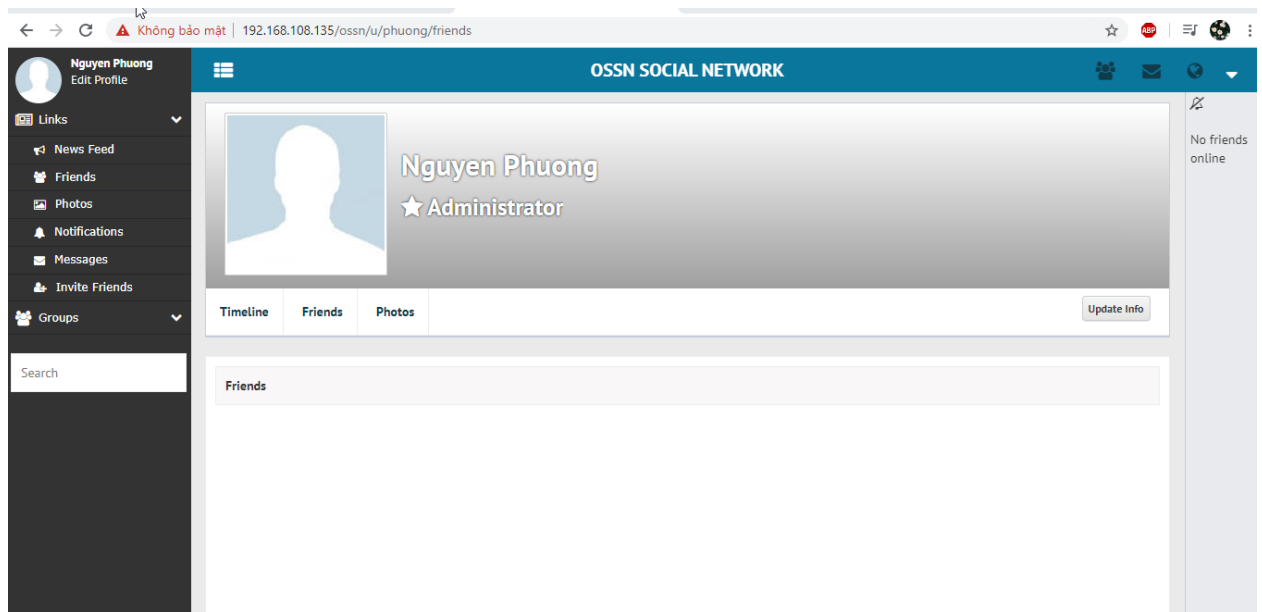 Không bảo mật | 192.168.108.135/ossn/u/phuong/friends
ABP
Nguyen Phuong
Edit Profile
Links
News Feed
Friends
Photos
Notifications
Messages
Invite Friends
Groups
Search
OSSN SOCIAL NETWORK
Nguyen Phuong
Administrator
Timeline Friends Photos Update Info
Friends
No friends
online